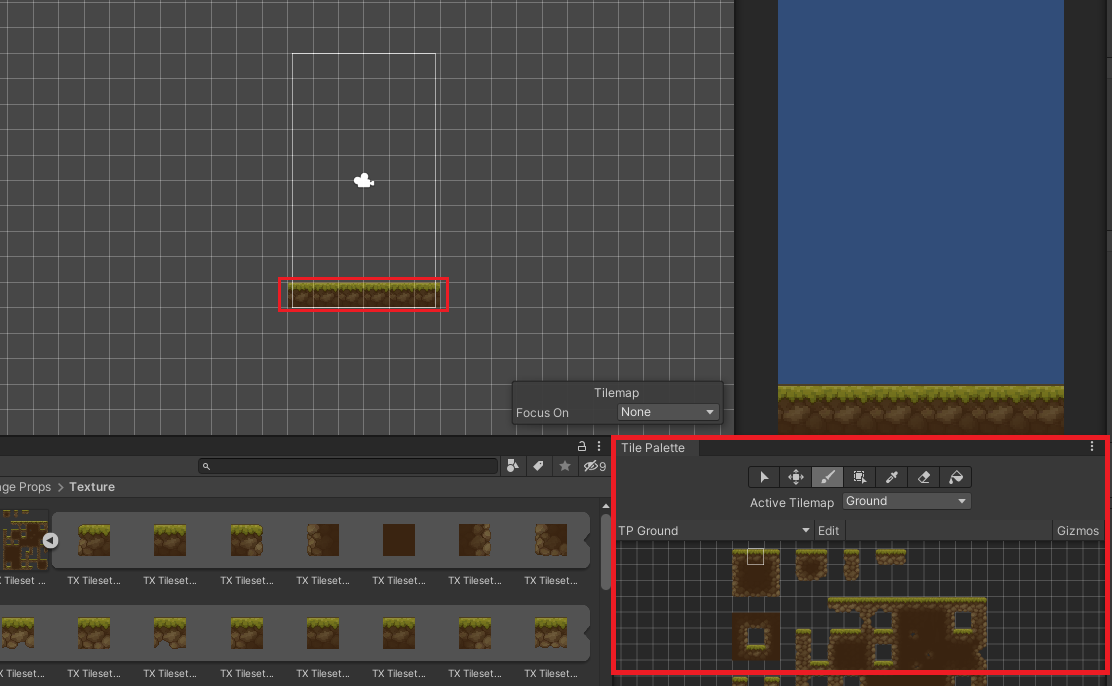 Tilemap
Focus On None
9
Tile Palette
age Props > Texture
Active Tilemap Ground
TP Ground Edit Gizmos
X Tileset ... TX Tileset... TX Tileset... TX Tileset... TX Tileset... TX Tileset... TX Tileset... TX Tileset...
X Tileset... TX Tileset... TX Tileset... TX Tileset... TX Tileset... TX Tileset... TX Tileset... TX Tileset...